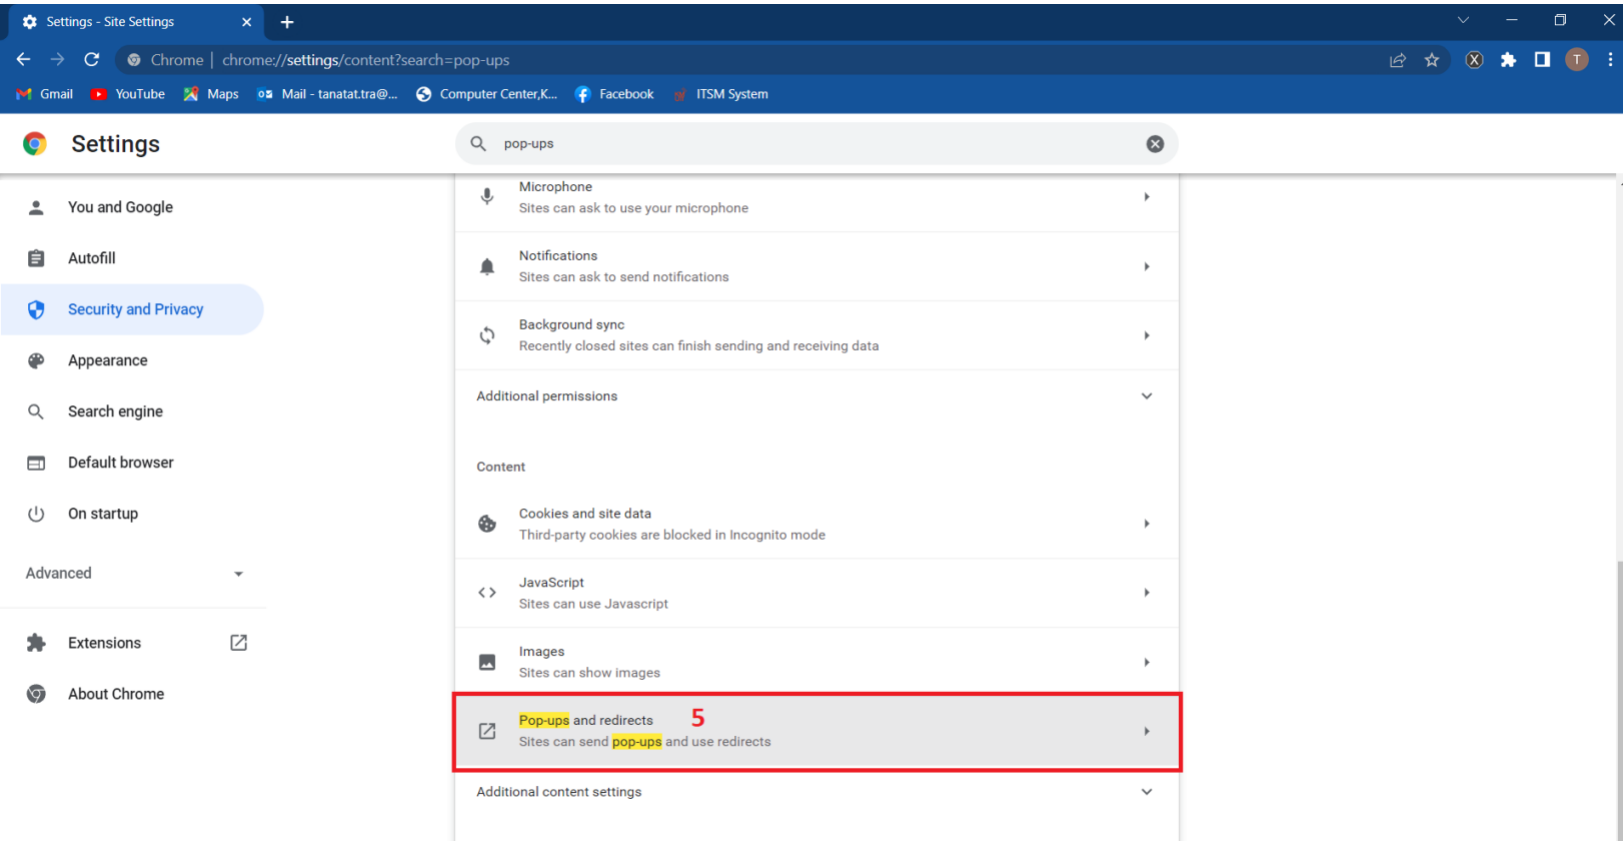 Settings - Site Settings
Chrome | chrome://settings/content?search=pop-ups
Gmail YouTube Maps Mail - tanatat.tra@... Computer Center,K... Facebook ITSM System
T
Settings
pop-ups
You and Google
Autofill
Security and Privacy
Appearance
Search engine
Default browser
On startup
Advanced
Extensions
About Chrome
Microphone
Sites can ask to use your microphone
Notifications
Sites can ask to send notifications
Background sync
Recently closed sites can finish sending and receiving data
Additional permissions
Content
Cookies and site data
Third-party cookies are blocked in Incognito mode
JavaScript
Sites can use Javascript
Images
Sites can show images
Pop-ups and redirects 5
Sites can send pop-ups and use redirects
Additional content settings